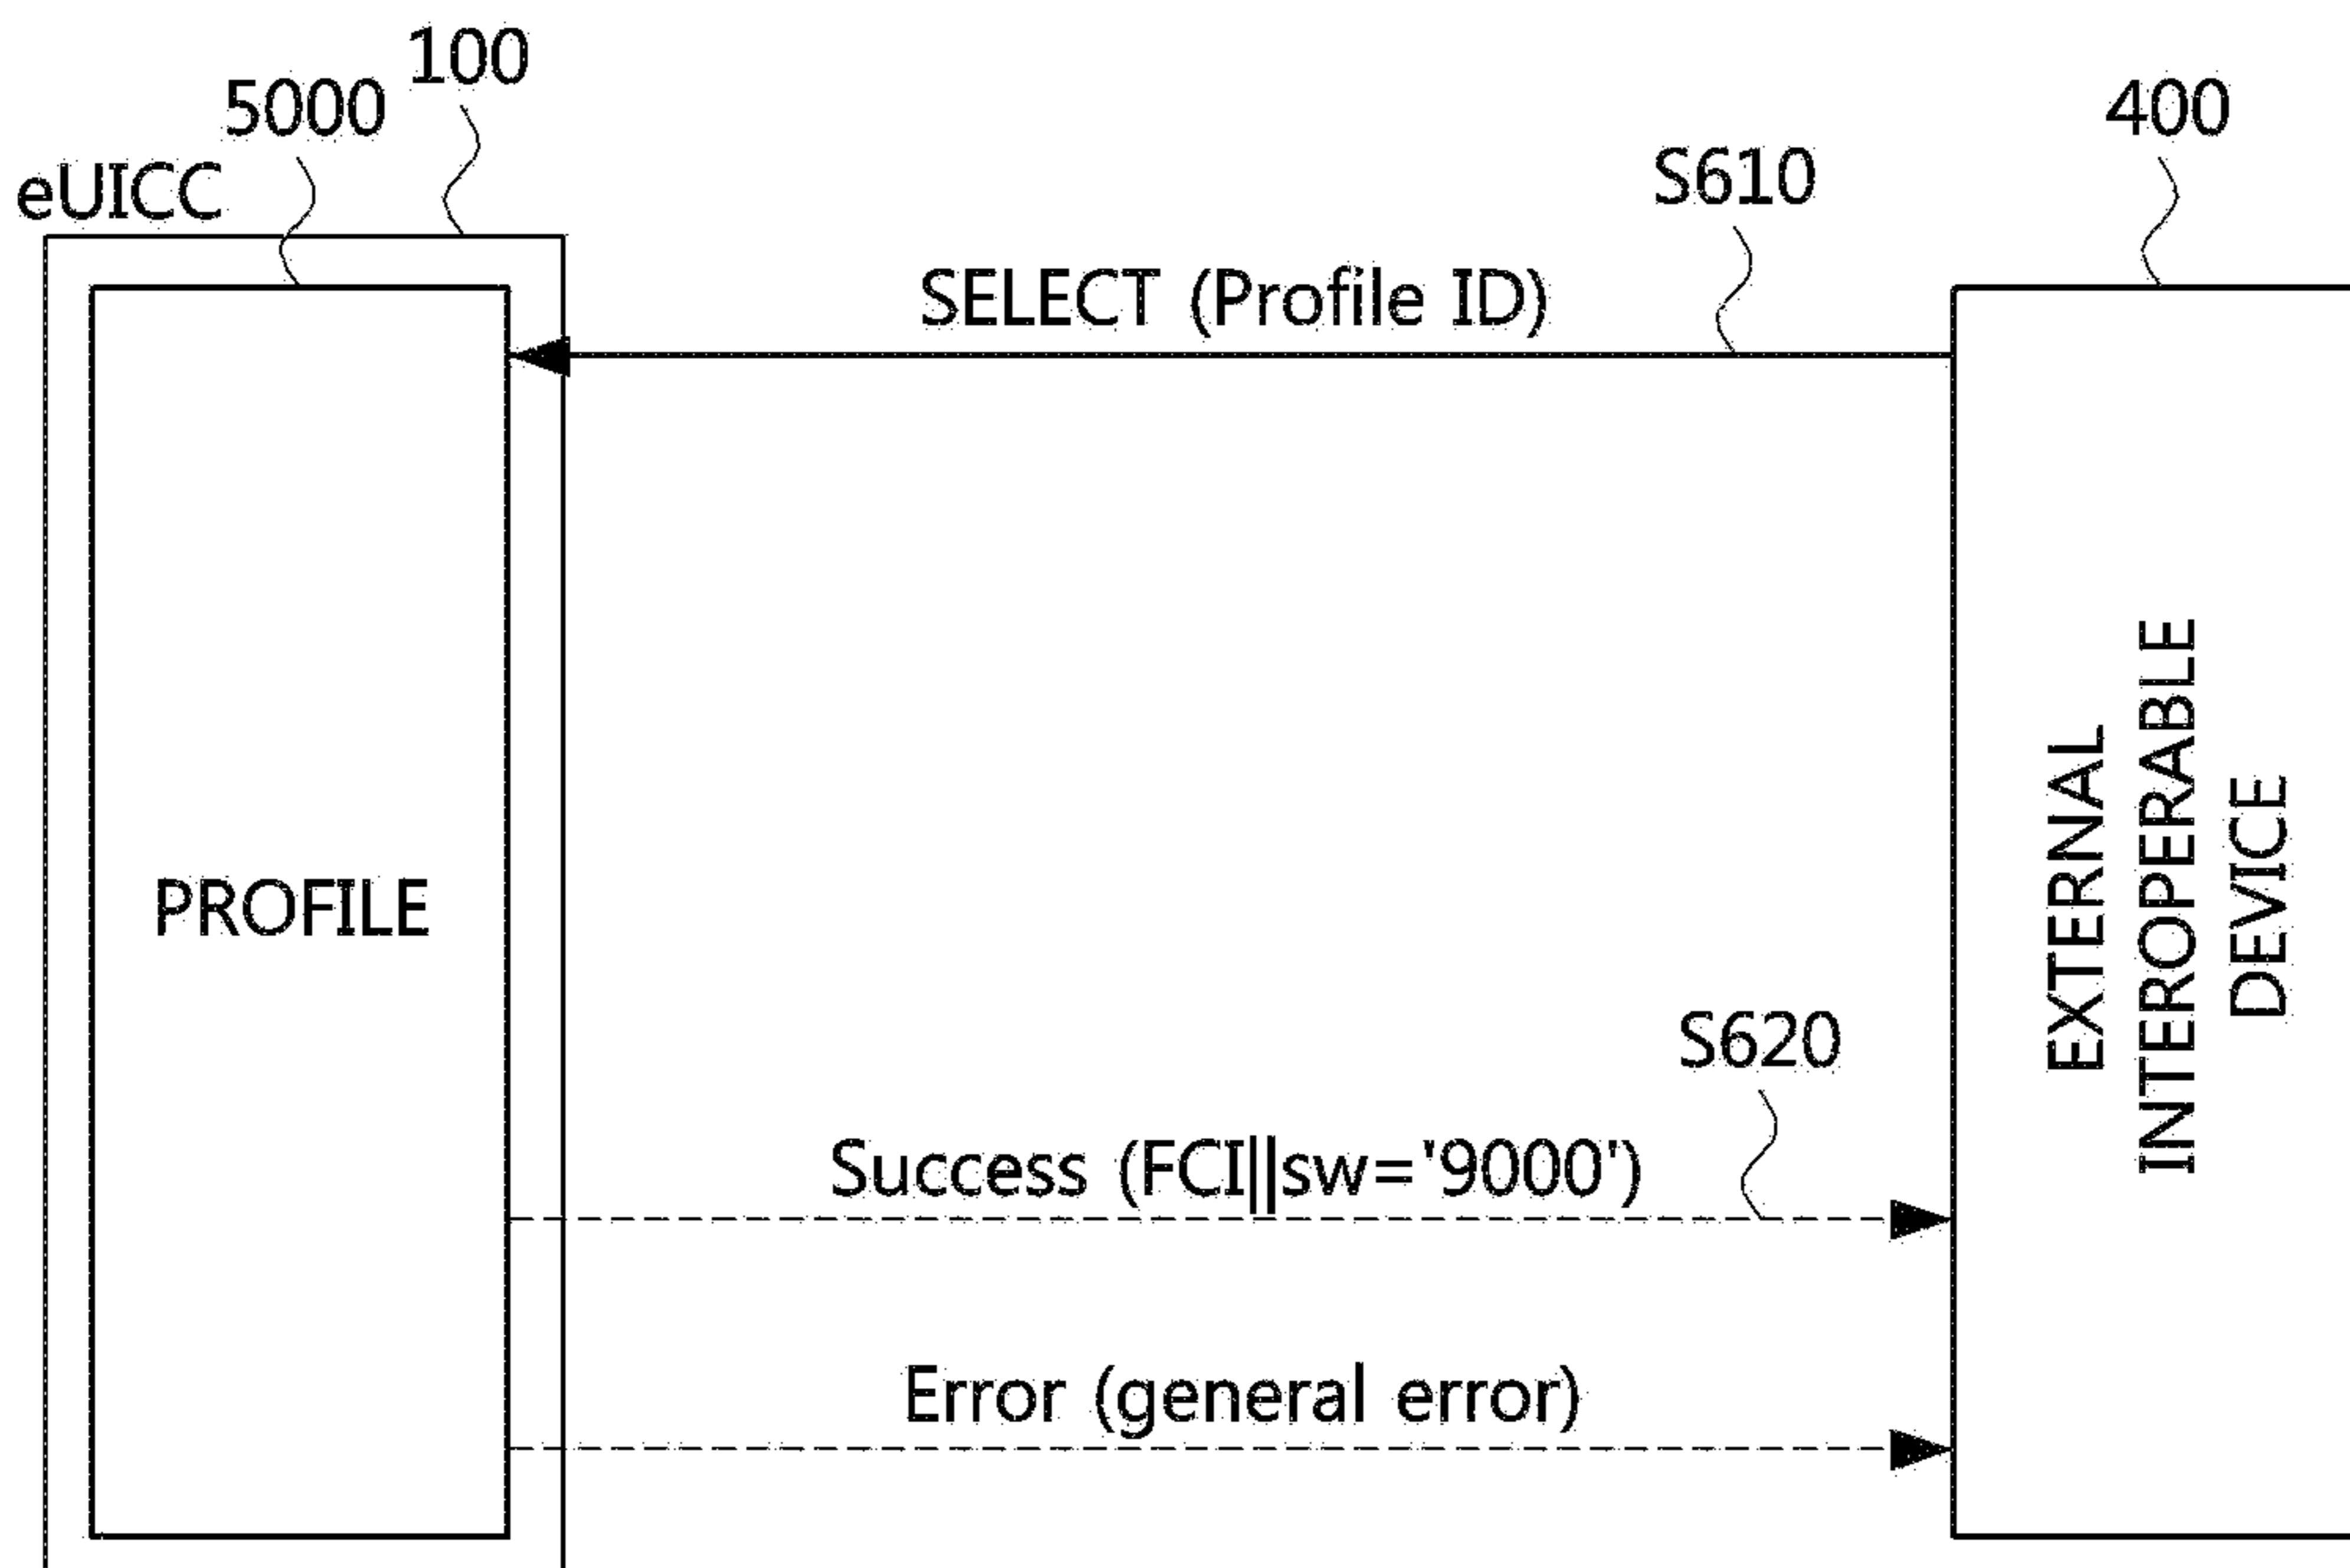 100
5000
400
eUICC
S610
SELECT (Profile ID)
PROFILE
EXTERNAL
INTEROPERABLE
DEVICE
S620
Success (FCI||sw='9000')
Error (general error)